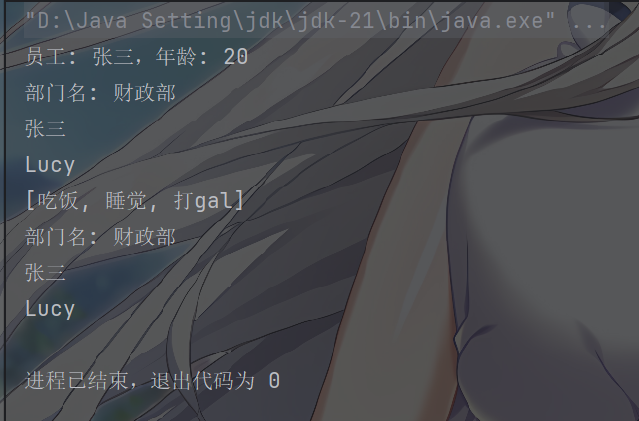 "D:\Java Setting\jdk\jdk-21\bin\java.exe" ...
员工: 张三，年龄: 20
部门名: 财政部
张三
Lucy
[吃饭, 睡觉, 打gal]
部门名: 财政部
张三
Lucy
进程已结束，退出代码为 0